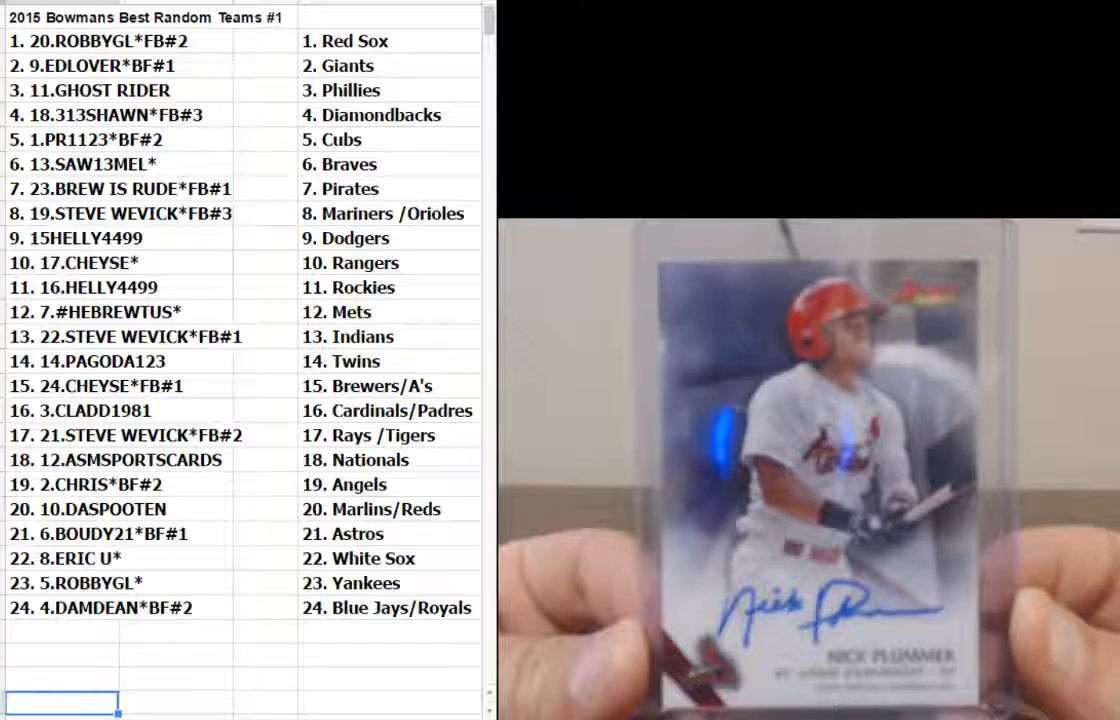 2015 Bowmans Best Random Teams #1
1. 20.ROBBYGL*FB#2 1. Red Sox
2. 9.EDLOVER*BF#1 2. Giants
3. 11.GHOST RIDER 3. Phillies
4. 18.313SHAWN*FB#3 4. Diamondbacks
5. 1.PR1123*BF#2 5. Cubs
6. 13.SAW13MEL* 6. Braves
7. 23.BREW IS RUDE*FB#1 7. Pirates
8. 19.STEVE WEVICK*FB#3 8. Mariners /Orioles
9. 15HELLY4499 9. Dodgers
10. 17.CHEYSE* 10. Rangers
11. 16.HELLY4499 11. Rockies
12. 7.#HEBREWTUS* 12. Mets
13. 22.STEVE WEVICK*FB#1 13. Indians
14. 14.PAGODA123 14. Twins
15. 24.CHEYSE*FB#1 15. Brewers/A's
16. 3.CLADD1981 16. Cardinals/Padres
17. 21.STEVE WEVICK*FB#2 17. Rays /Tigers
18. 12.ASMSPORTSCARDS 18. Nationals
19. 2.CHRIS*BF#2 19. Angels
20. 10.DASPOOTEN 20. Marlins/Reds
21. 6.BOUDY21*BF#1 21. Astros
22. 8.ERIC U* 22. White Sox
23. 5.ROBBYGL* 23. Yankees
24. 4.DAMDEAN*BF#2 24. Blue Jays/Royals
Nick Plummer
NICK PLUMMER